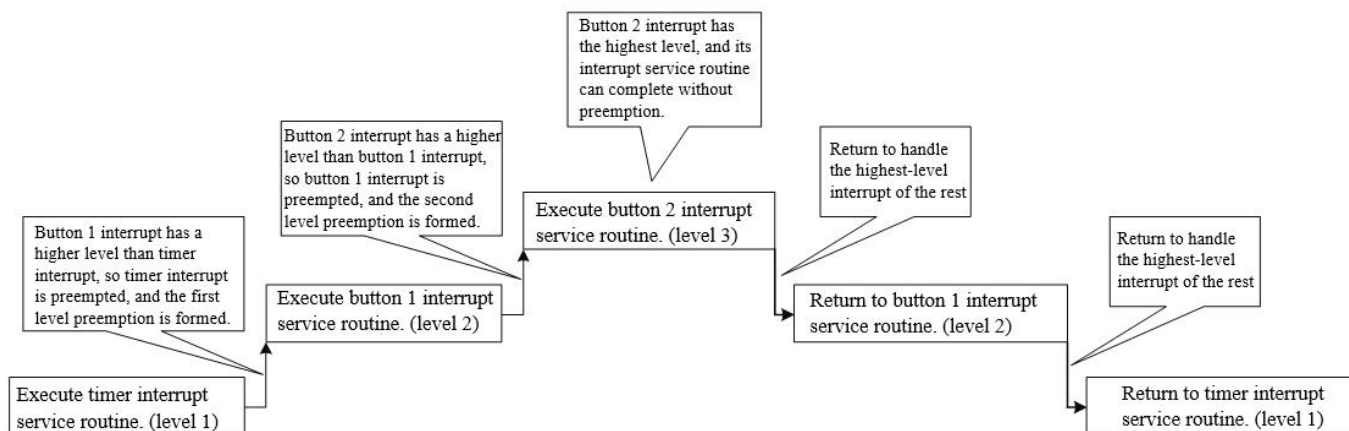 Button 2 interrupt has
the highest level, and its
interrupt service routine
can complete without
preemption.
Button 2 interrupt has a higher
level than button 1 interrupt,
so button 1 interrupt is
preempted, and the second
level preemption is formed.
Return to handle
the highest-level
interrupt of the rest
Button 1 interrupt has a
higher level than timer
interrupt, so timer interrupt
is preempted, and the first
level preemption is formed.
Execute button 2 interrupt
service routine. (level 3)
Return to handle
the highest-level
interrupt of the rest
Execute button 1 interrupt
service routine. (level 2)
Return to button 1 interrupt
service routine. (level 2)
Execute timer interrupt
service routine. (level 1)
Return to timer interrupt
service routine. (level 1)